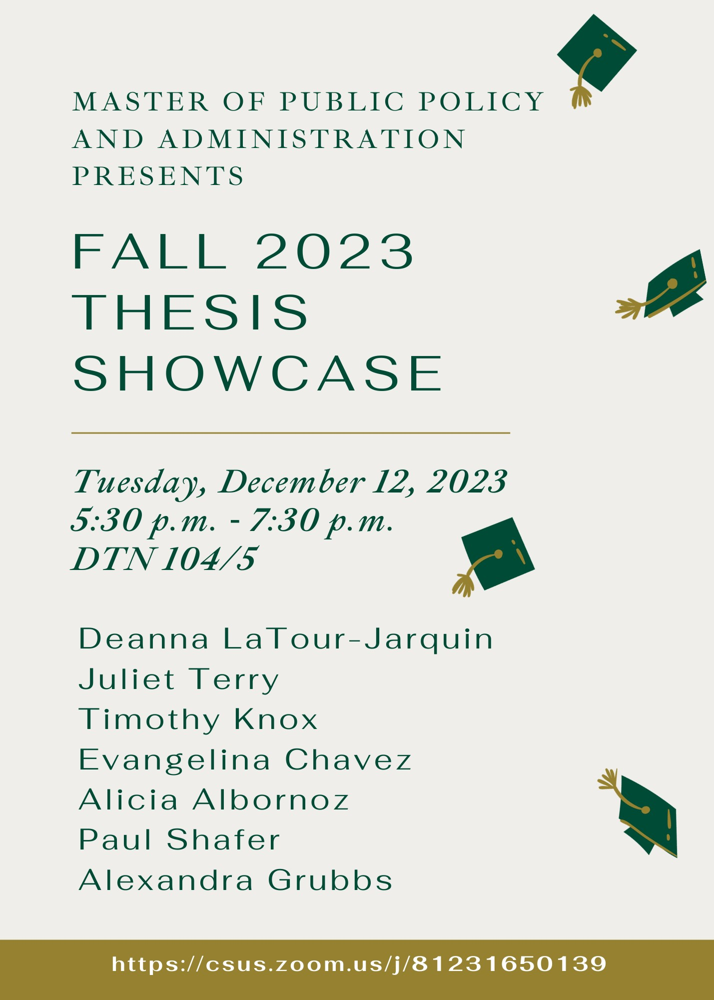 MASTER OF PUBLIC POLICY
AND ADMINISTRATION
PRESENTS
FALL 2023
THESIS
SHOWCASE
Tuesday, December 12, 2023
5:30 p.m. - 7:30 p.m.
DTN 104/5
Deanna LaTour-Jarquin
Juliet Terry
Timothy Knox
Evangelina Chavez
Alicia Albornoz
Paul Shafer
Alexandra Grubbs
https://csus.zoom.us/j/81231650139